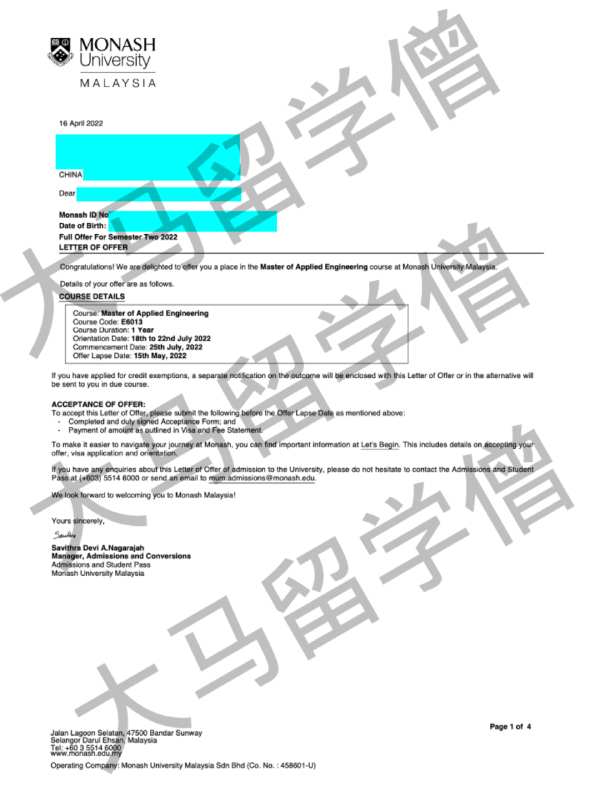 MONASH
University
MALAYSIA
16 April 2022
CHINA
Dear
Monash ID No
Date of Birth:
Full Offer For Semester Two 2022
LETTER OF OFFER
Congratulations! We are delighted to offer you a place in the Master of Applied Engineering course at Monash University Malaysia.
Details of your offer are as follows.
COURSE DETAILS
Course: Master of Applied Engineering
Course Code: E6013
Course Duration: 1 Year
Orientation Date: 18th to 22nd July 2022
Commencement Date: 25th July, 2022
Offer Lapse Date: 15th May, 2022
If you have applied for credit exemptions, a separate notification on the outcome will be enclosed with this Letter of Offer or in the alternative will
be sent to you in due course.
ACCEPTANCE OF OFFER:
To accept this Letter of Offer, please submit the following before the Offer Lapse Date as mentioned above:
- Completed and duly signed Acceptance Form; and
- Payment of amount as outlined in Visa and Fee Statement.
To make it easier to navigate your journey at Monash, you can find important information at Let's Begin. This includes details on accepting your
offer, visa application and orientation.
If you have any enquiries about this Letter of Offer of admission to the University, please do not hesitate to contact the Admissions and Student
Pass at (+603) 5514 6000 or send an email to mum.admissions@monash.edu.
We look forward to welcoming you to Monash Malaysia!
Yours sincerely,
Savithra Devi A.Nagarajah
Manager, Admissions and Conversions
Admissions and Student Pass
Monash University Malaysia
Page 1 of 4
Jalan Lagoon Selatan, 47500 Bandar Sunway
Selangor Darul Ehsan, Malaysia
Tel: +60 3 5514 6000
www.monash.edu.my
Operating Company: Monash University Malaysia Sdn Bhd (Co. No. : 458601-U)
大马留学僧
大马留学僧
大马留学僧